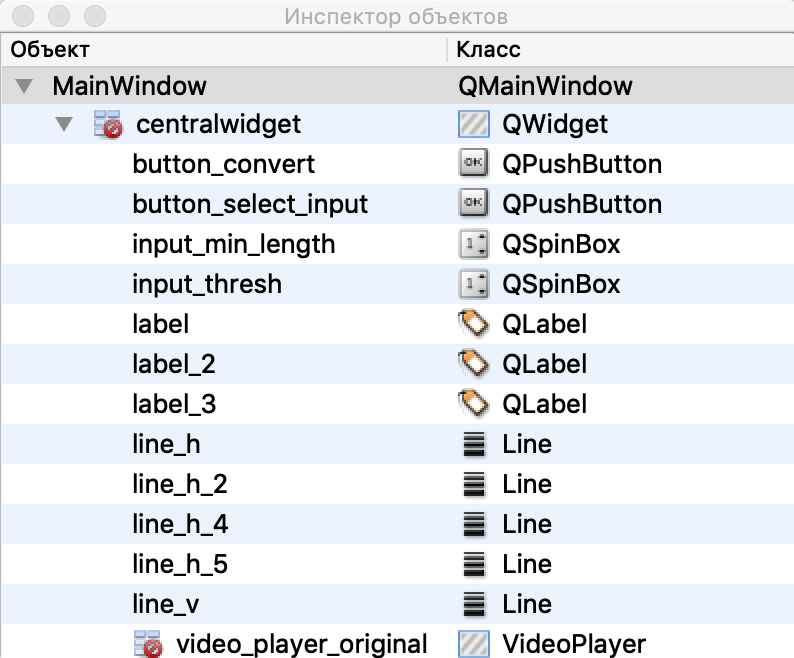 Инспектор объектов
Объект Класс
MainWindow QMainWindow
centralwidget QWidget
button_convert QPushButton
button_select_input QPushButton
input_min_length QSpinBox
input_thresh QSpinBox
label QLabel
label_2 QLabel
label_3 QLabel
line_h Line
line_h_2 Line
line_h_4 Line
line_h_5 Line
line_v Line
video_player_original VideoPlayer